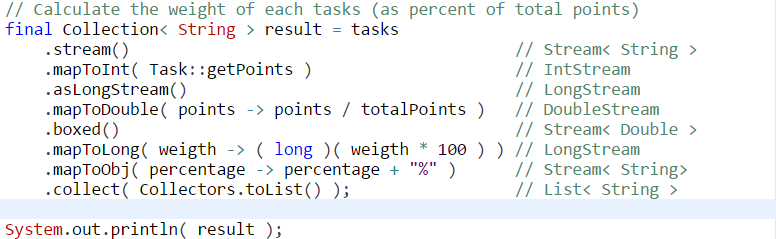 // Calculate the weight of each tasks (as percent of total points)
final Collection< String > result = tasks
    .stream()                                        // Stream< String >
    .mapToInt( Task::getPoints )                     // IntStream
    .asLongStream()                                  // LongStream
    .mapToDouble( points -> points / totalPoints )   // DoubleStream
    .boxed()                                         // Stream< Double >
    .mapToLong( weigth -> ( long )( weigth * 100 ) ) // LongStream
    .mapToObj( percentage -> percentage + "%" )      // Stream< String>
    .collect( Collectors.toList() );                 // List< String >
System.out.println( result );